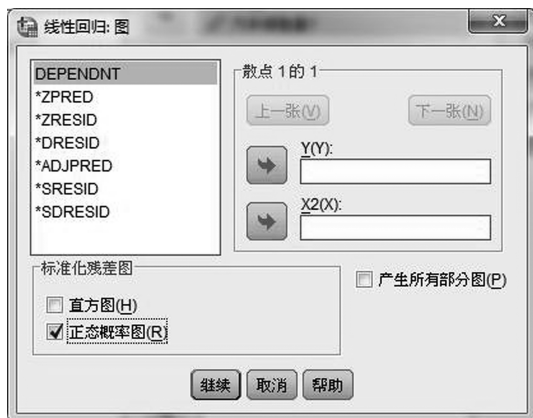 线性回归: 图
DEPENDNT
*ZPRED
*ZRESID
*DRESID
*ADJPRED
*SRESID
*SDRESID
散点 1 的 1
上一张(V)
下一张(N)
Y(Y):
X2(X):
标准化残差图
直方图(H)
正态概率图(R)
产生所有部分图(P)
继续
取消
帮助